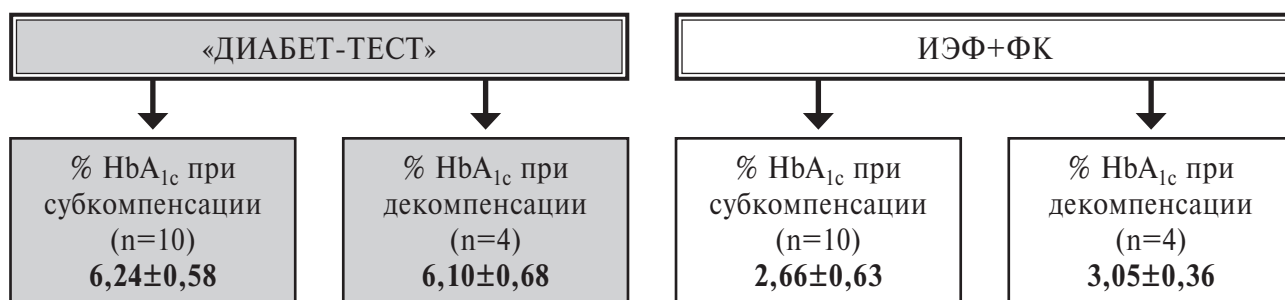 «ДИАБЕТ-ТЕСТ»
% HbA1c при
субкомпенсации
(n=10)
6,24±0,58
% HbA1c при
декомпенсации
(n=4)
6,10±0,68
ИЭФ+ФК
% HbA1c при
субкомпенсации
(n=10)
2,66±0,63
% HbA1c при
декомпенсации
(n=4)
3,05±0,36